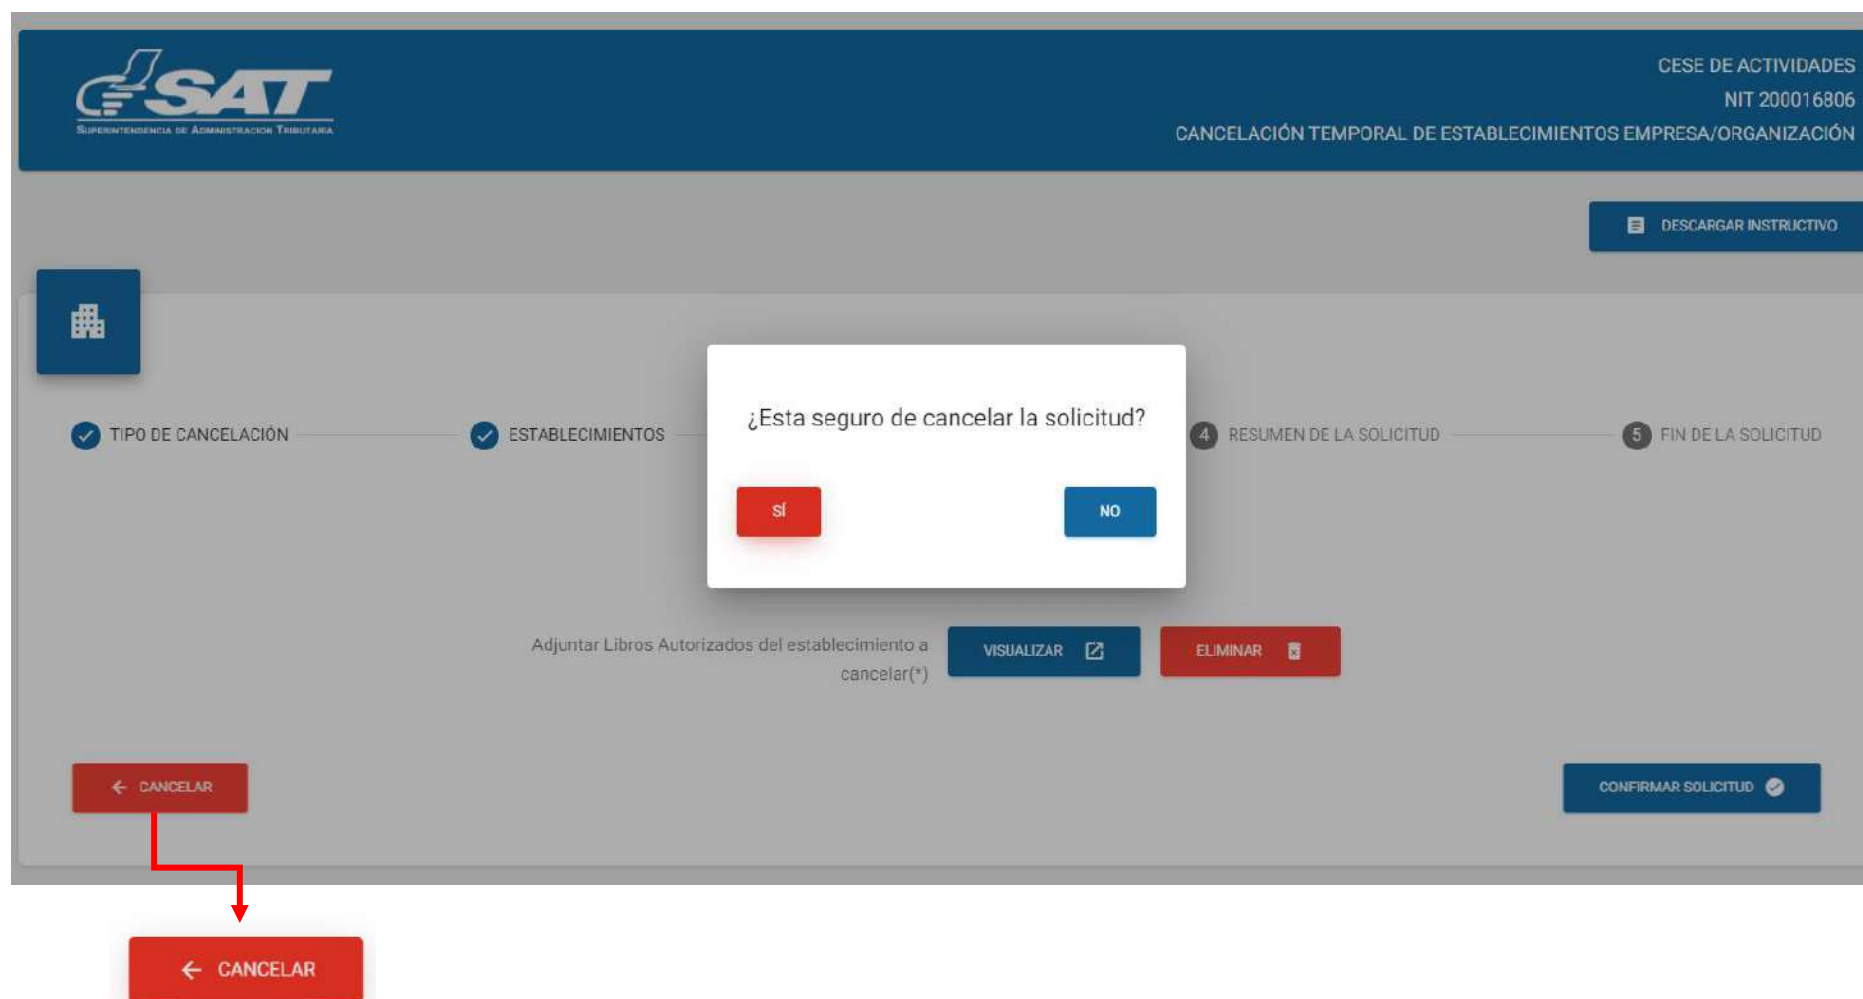 SAT
SUPERINTENDENCIA DE ADMINISTRACION TRIBUTARIA
CESE DE ACTIVIDADES
NIT 200016806
CANCELACIÓN TEMPORAL DE ESTABLECIMIENTOS EMPRESA/ORGANIZACIÓN
DESCARGAR INSTRUCTIVO
TIPO DE CANCELACIÓN
ESTABLECIMIENTOS
4 RESUMEN DE LA SOLICITUD
5 FIN DE LA SOLICITUD
¿Esta seguro de cancelar la solicitud?
SÍ
NO
Adjuntar Libros Autorizados del establecimiento a
cancelar(*)
VISUALIZAR
ELIMINAR
CANCELAR
CONFIRMAR SOLICITUD
CANCELAR